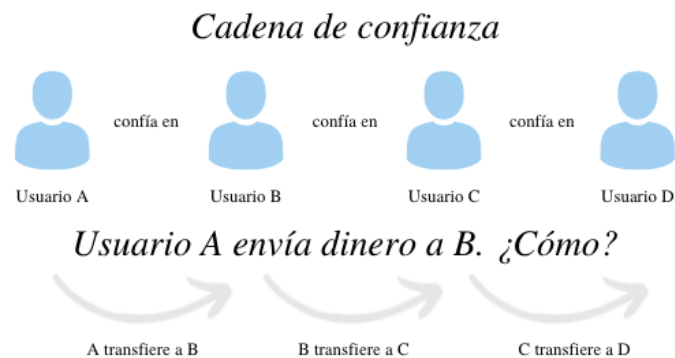 Cadena de confianza
confía en confía en confía en
Usuario A Usuario B Usuario C Usuario D
Usuario A envía dinero a B. ¿Cómo?
A transfiere a B B transfiere a C C transfiere a D